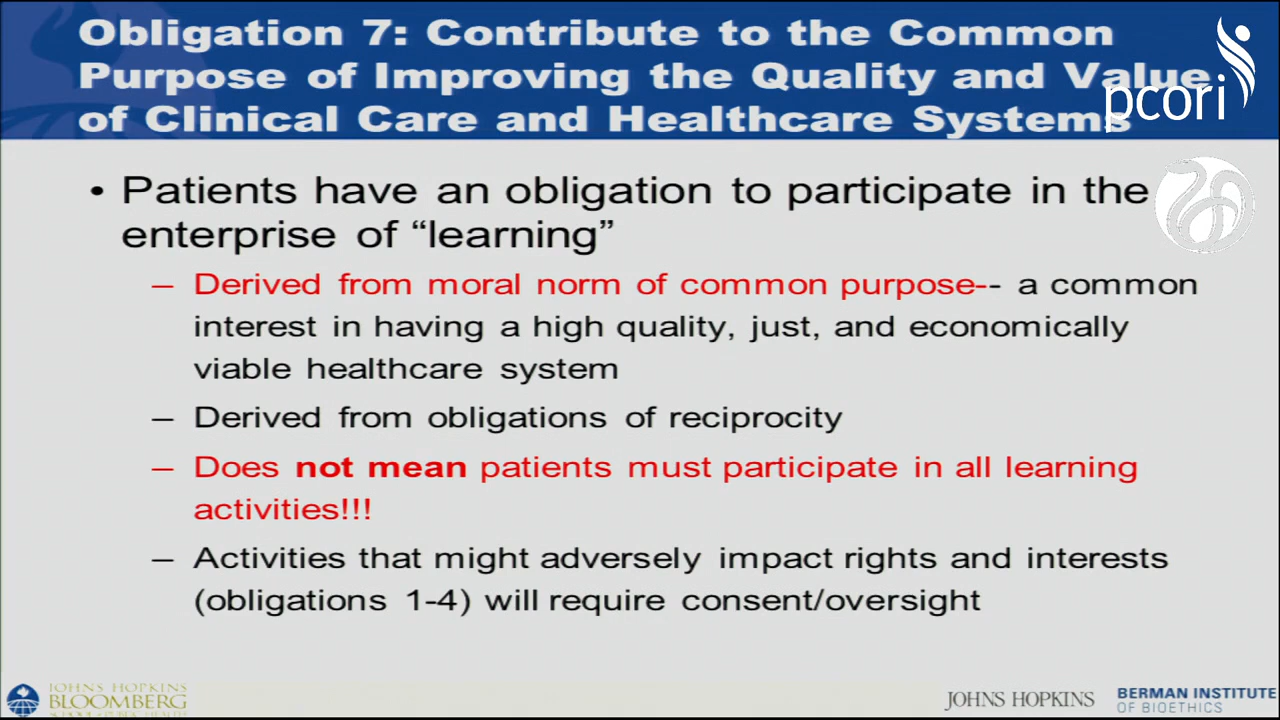 Obligation 7: Contribute to the Common
Purpose of Improving the Quality and Value
of Clinical Care and Healthcare Systems
pcori
• Patients have an obligation to participate in the
enterprise of “learning”
– Derived from moral norm of common purpose-- a common
interest in having a high quality, just, and economically
viable healthcare system
– Derived from obligations of reciprocity
– Does not mean patients must participate in all learning
activities!!!
– Activities that might adversely impact rights and interests
(obligations 1-4) will require consent/oversight
JOHNS HOPKINS
BLOOMBERG
SCHOOL of PUBLIC HEALTH
JOHNS HOPKINS
BERMAN INSTITUTE
OF BIOETHICS